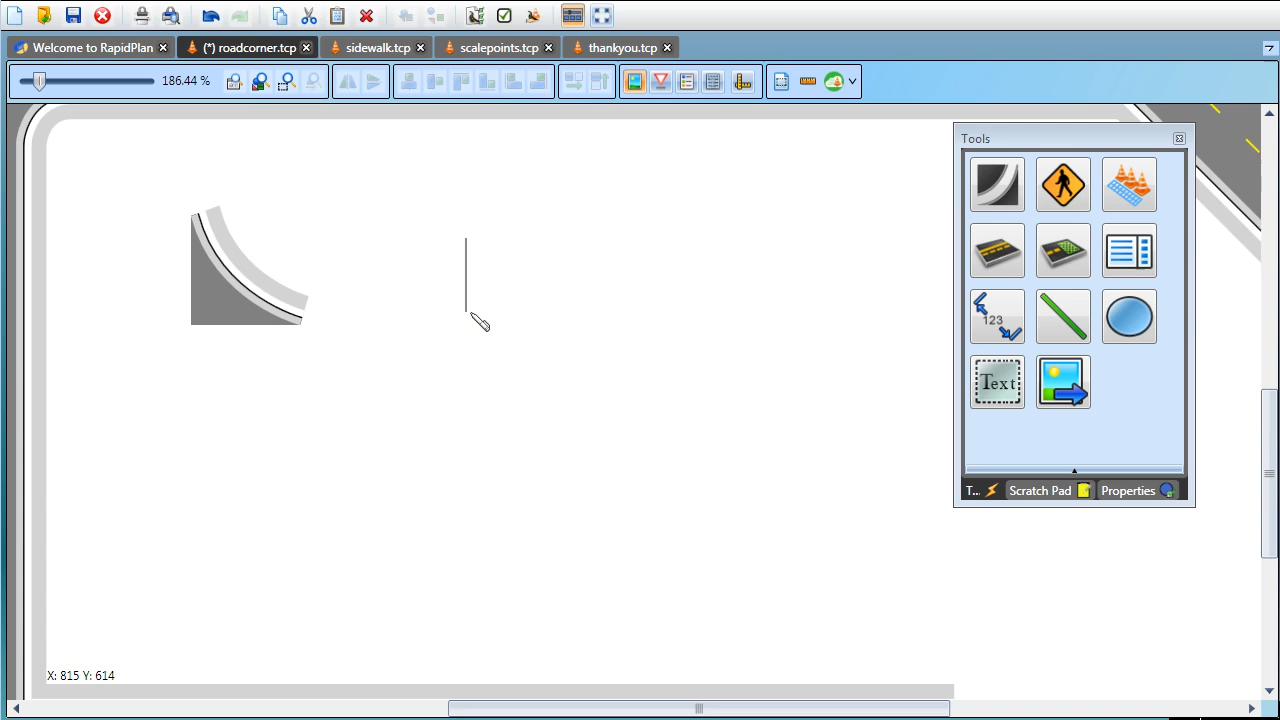 Welcome to RapidPlan
(*) roadcorner.tcp
sidewalk.tcp
scalepoints.tcp
thankyou.tcp
186.44 %
Tools
123
Text
T...
Scratch Pad
Properties
X: 815 Y: 614